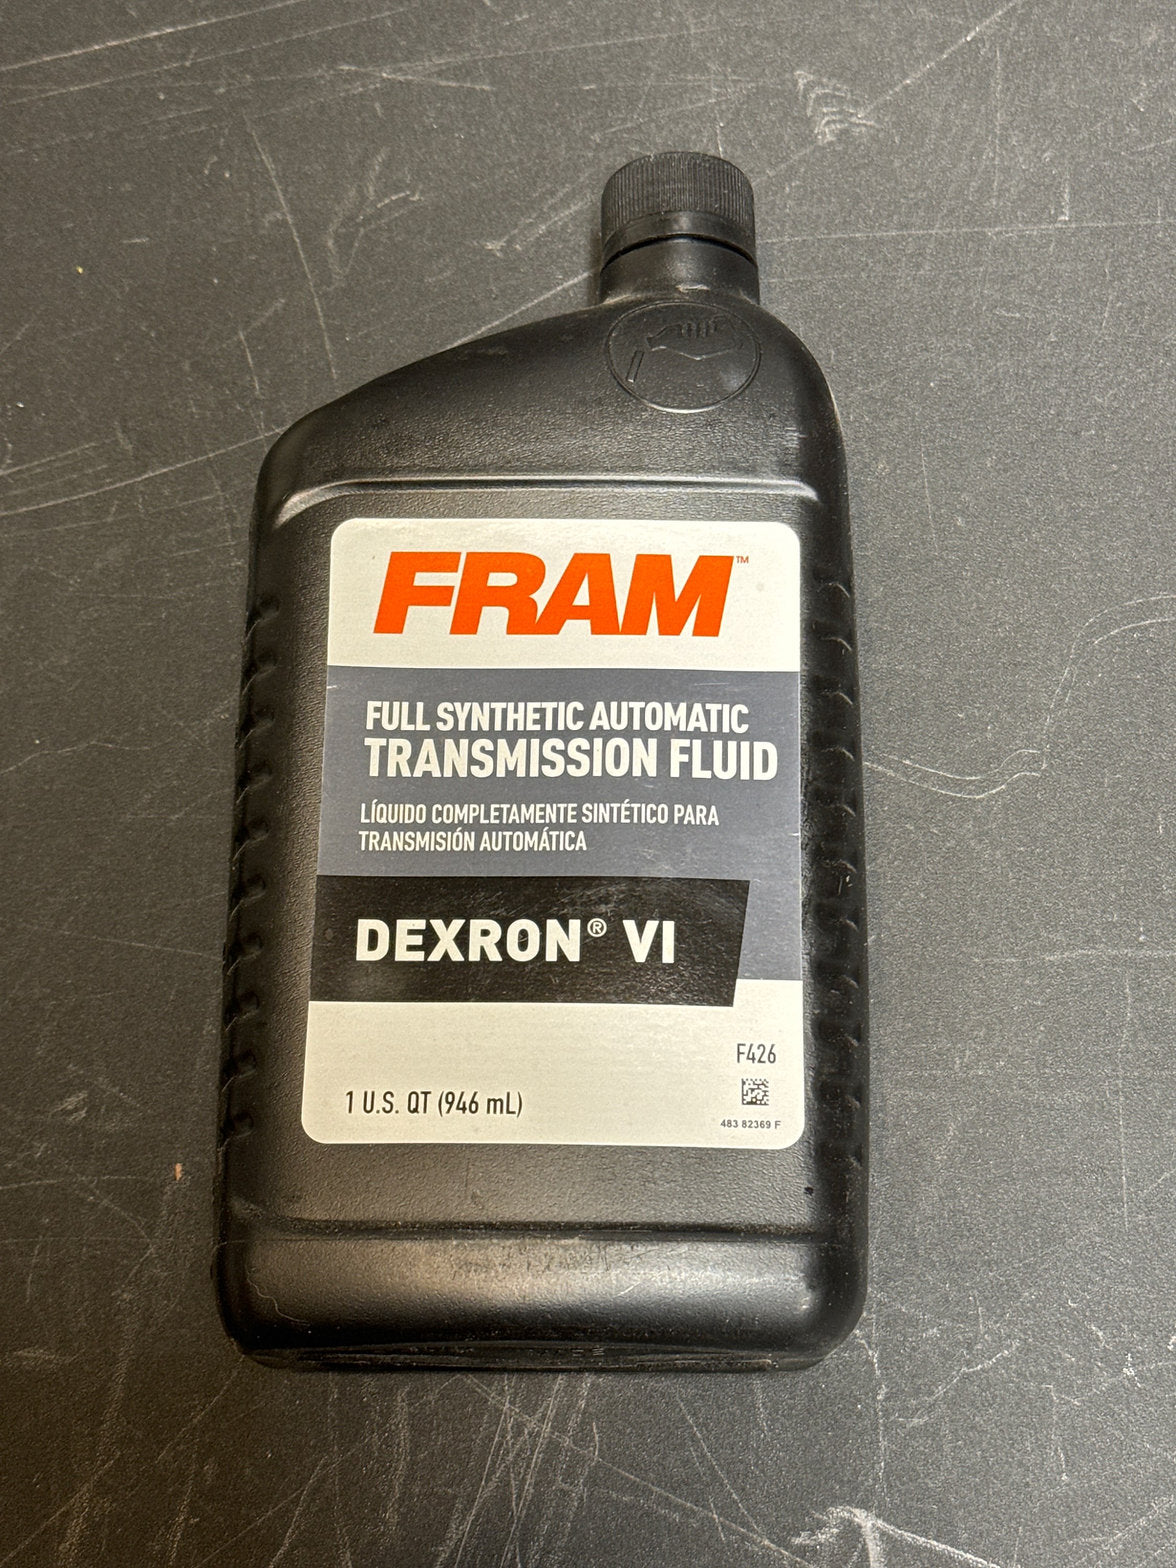 FRAM™
FULL SYNTHETIC AUTOMATIC
TRANSMISSION FLUID
LÍQUIDO COMPLETAMENTE SINTÉTICO PARA
TRANSMISIÓN AUTOMÁTICA
DEXRON® VI
F426
1 U.S. QT (946 mL)
483 82369 F